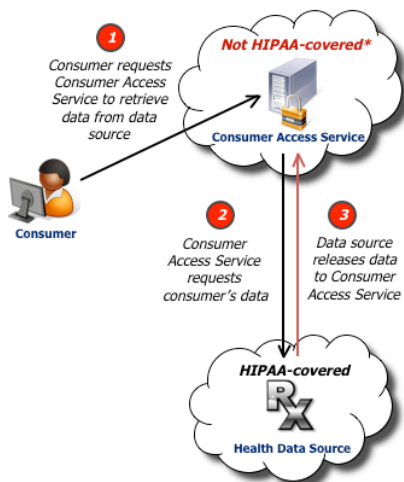 1
Consumer requests
Consumer Access
Service to retrieve
data from data
source
Not HIPAA-covered*
Consumer Access Service
Consumer
2
Consumer
Access Service
requests
consumer's data
3
Data source
releases data
to Consumer
Access Service
HIPAA-covered
RX
Health Data Source